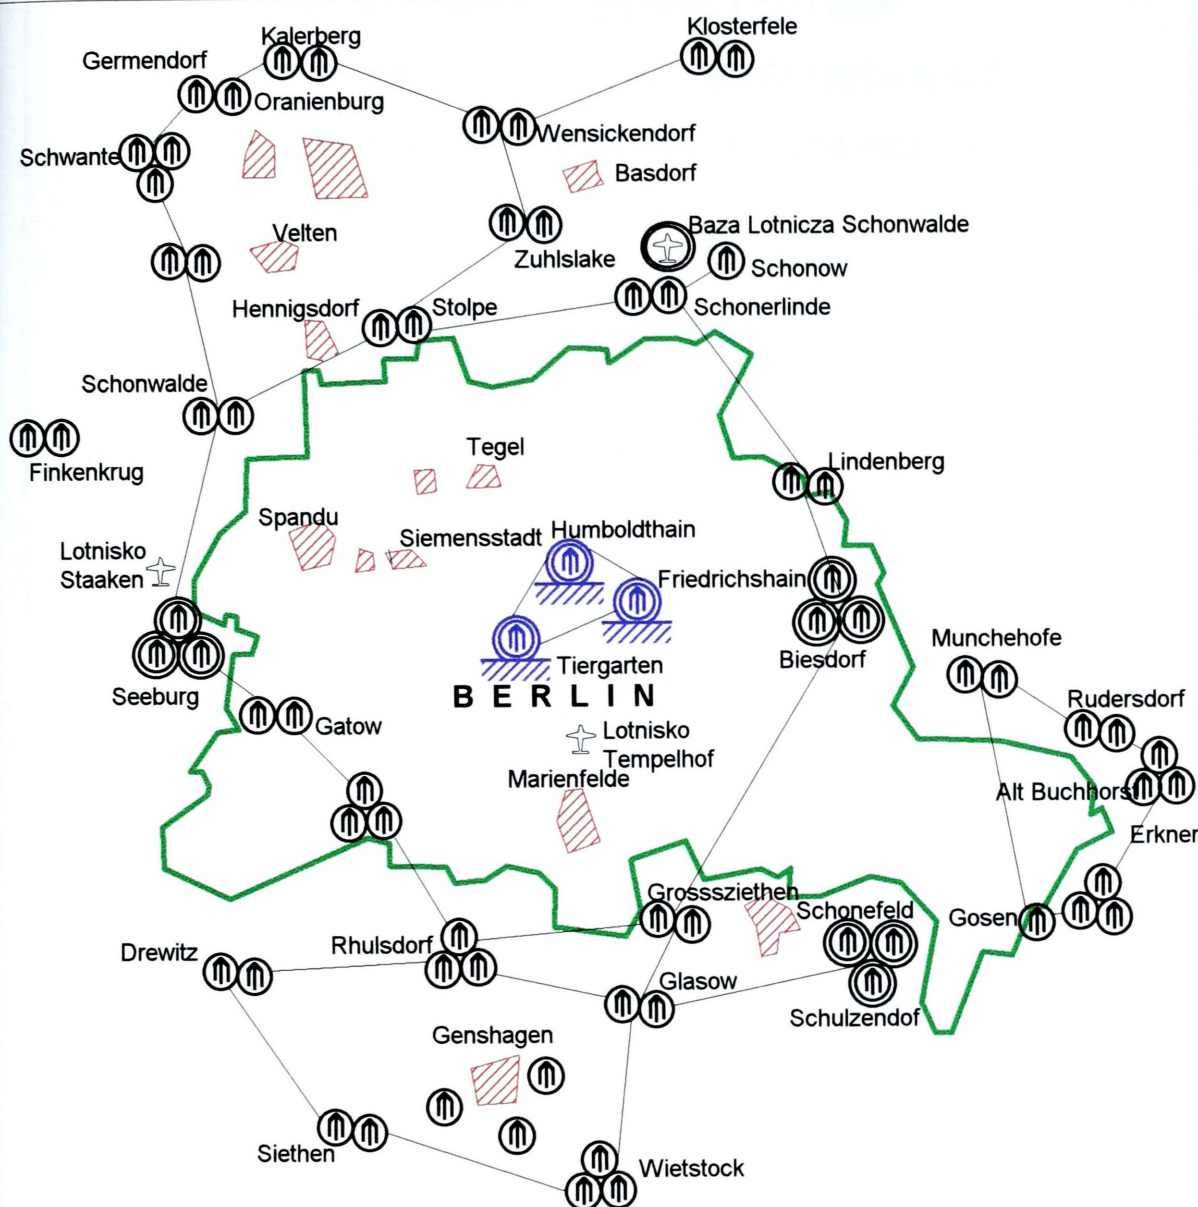 Klosterfele
Kalerberg
Germendorf
Oranienburg
Wensickendorf
Schwante
Basdorf
Velten
Baza Lotnicza Schonwalde
Zuhlslake
Schonow
Hennigsdorf
Stolpe
Schonerlinde
Schonwalde
Tegel
Lindenberg
Finkenkrug
Spandu
Siemensstadt
Humboldthain
Lotnisko
Staaken
Friedrichshain
Munchehofe
Biesdorf
Tiergarten
Seeburg
BERLIN
Rudersdorf
Gatow
Lotnisko
Tempelhof
Marienfelde
Alt Buchhorst
Erkner
Grosssziethen
Schonefeld
Gosen
Rhulsdorf
Drewitz
Glasow
Schulzendof
Genshagen
Siethen
Wietstock